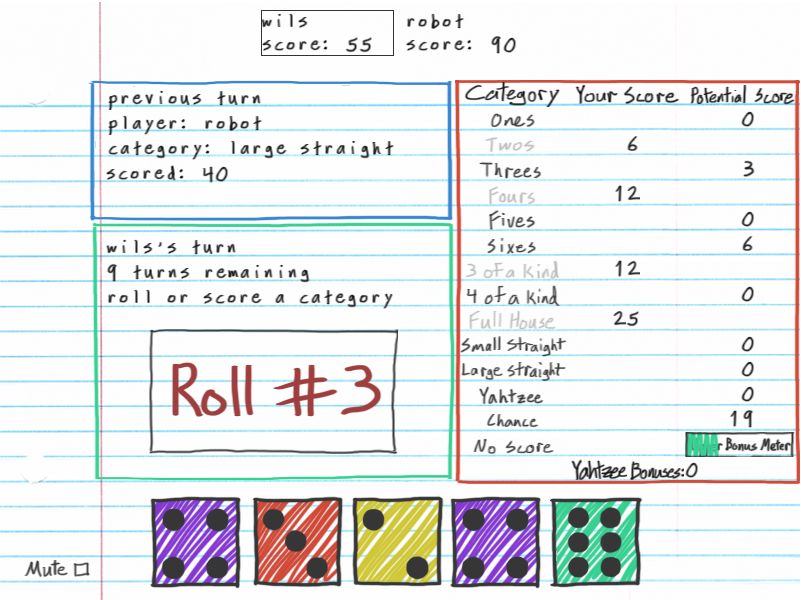 wils
score: 55
robot
score: 90
previous turn
player: robot
category: large straight
scored: 40
wils's turn
9 turns remaining
roll or score a category
Roll #3
Category Your Score Potential Score
Ones 0
Twos 6
Threes 3
Fours 12
Fives 0
Sixes 6
3 of a Kind 12
4 of a kind 0
Full House 25
Small Straight 0
Large Straight 0
Yahtzee 0
Chance 19
No Score
Bonus Meter
Yahtzee Bonuses:0
Mute